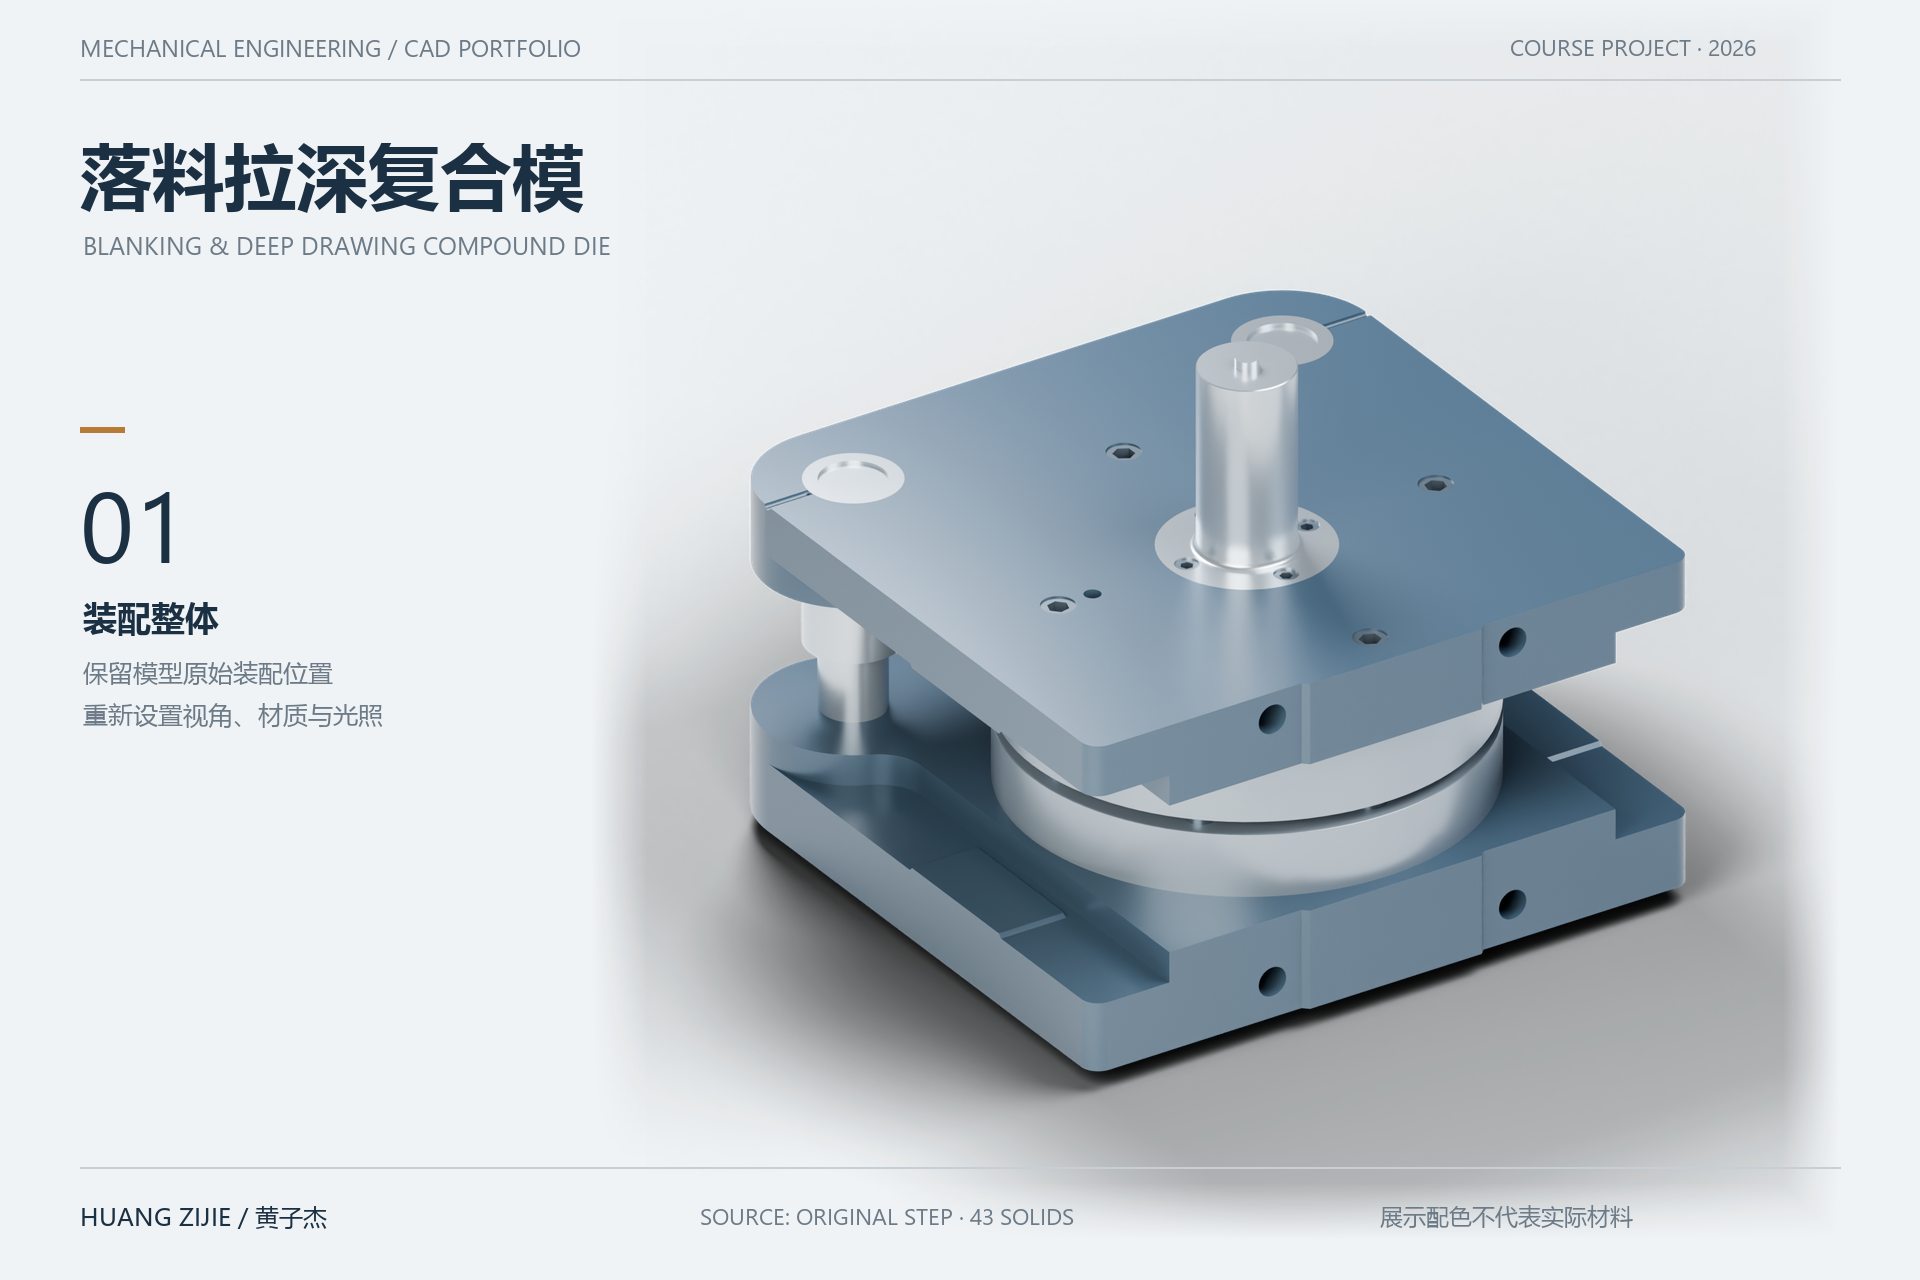 MECHANICAL ENGINEERING / CAD PORTFOLIO
COURSE PROJECT · 2026
落料拉深复合模
BLANKING & DEEP DRAWING COMPOUND DIE
01
装配整体
保留模型原始装配位置
重新设置视角、材质与光照
HUANG ZIJIE / 黄子杰
SOURCE: ORIGINAL STEP · 43 SOLIDS
展示配色不代表实际材料